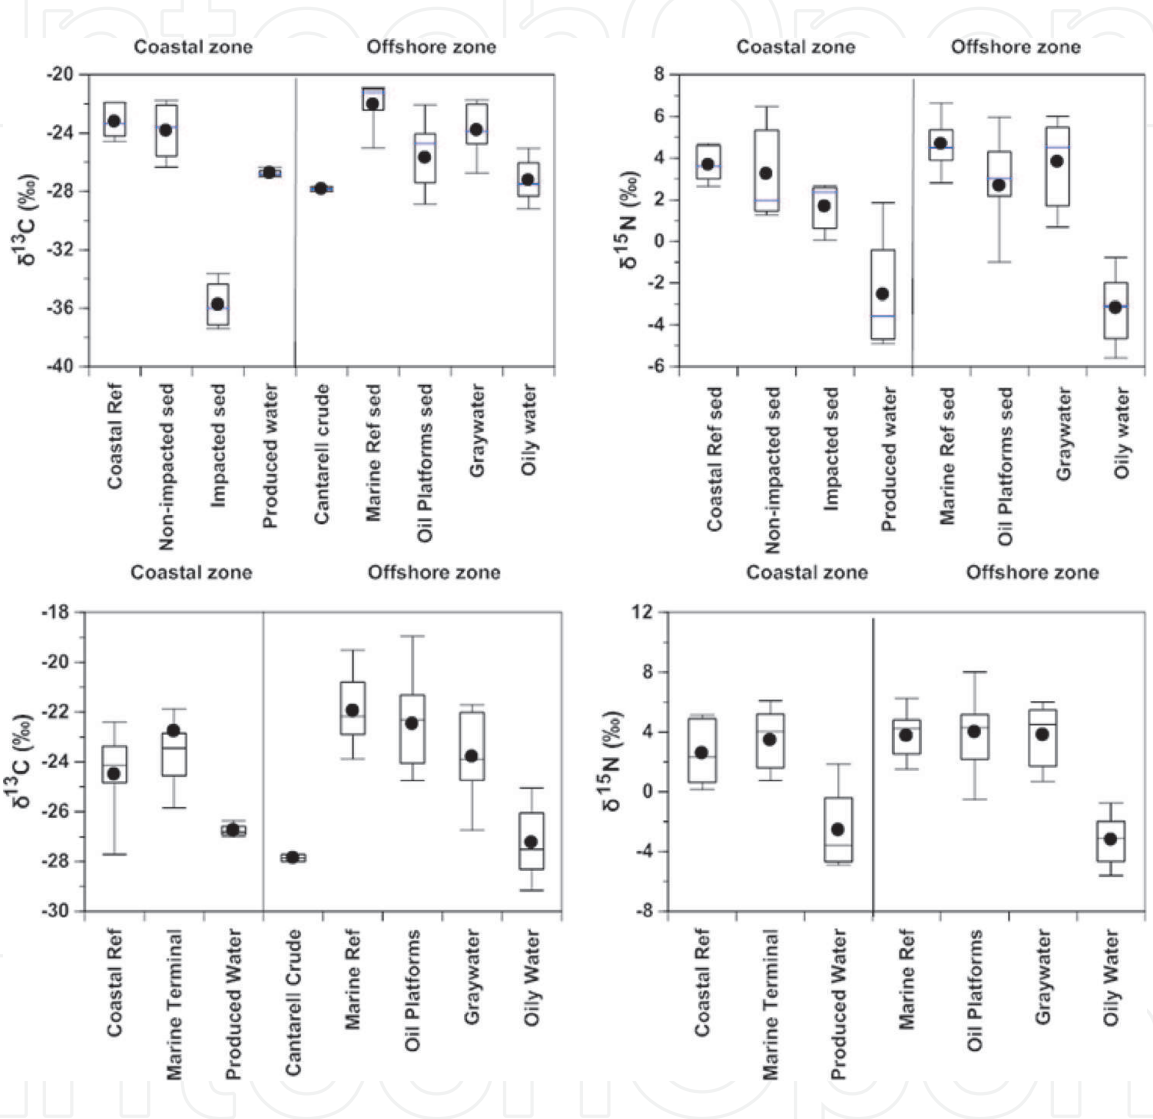 Coastal zone Offshore zone
-20
-24
-28
-32
-36
-40
δ13C (‰)
Coastal Ref
Non-impacted sed
Impacted sed
Produced water
Cantarell crude
Marine Ref sed
Oil Platforms sed
Graywater
Oily water
Coastal zone Offshore zone
8
6
4
2
0
-2
-4
-6
δ15N (‰)
Coastal Ref sed
Non-impacted sed
Impacted sed
Produced water
Marine Ref sed
Oil Platforms sed
Graywater
Oily water
Coastal zone Offshore zone
-18
-20
-22
-24
-26
-28
-30
δ13C (‰)
Coastal Ref
Marine Terminal
Produced Water
Cantarell Crude
Marine Ref
Oil Platforms
Graywater
Oily Water
Coastal zone Offshore zone
12
8
4
0
-4
-8
δ15N (‰)
Coastal Ref
Marine Terminal
Produced Water
Marine Ref
Oil Platforms
Graywater
Oily Water